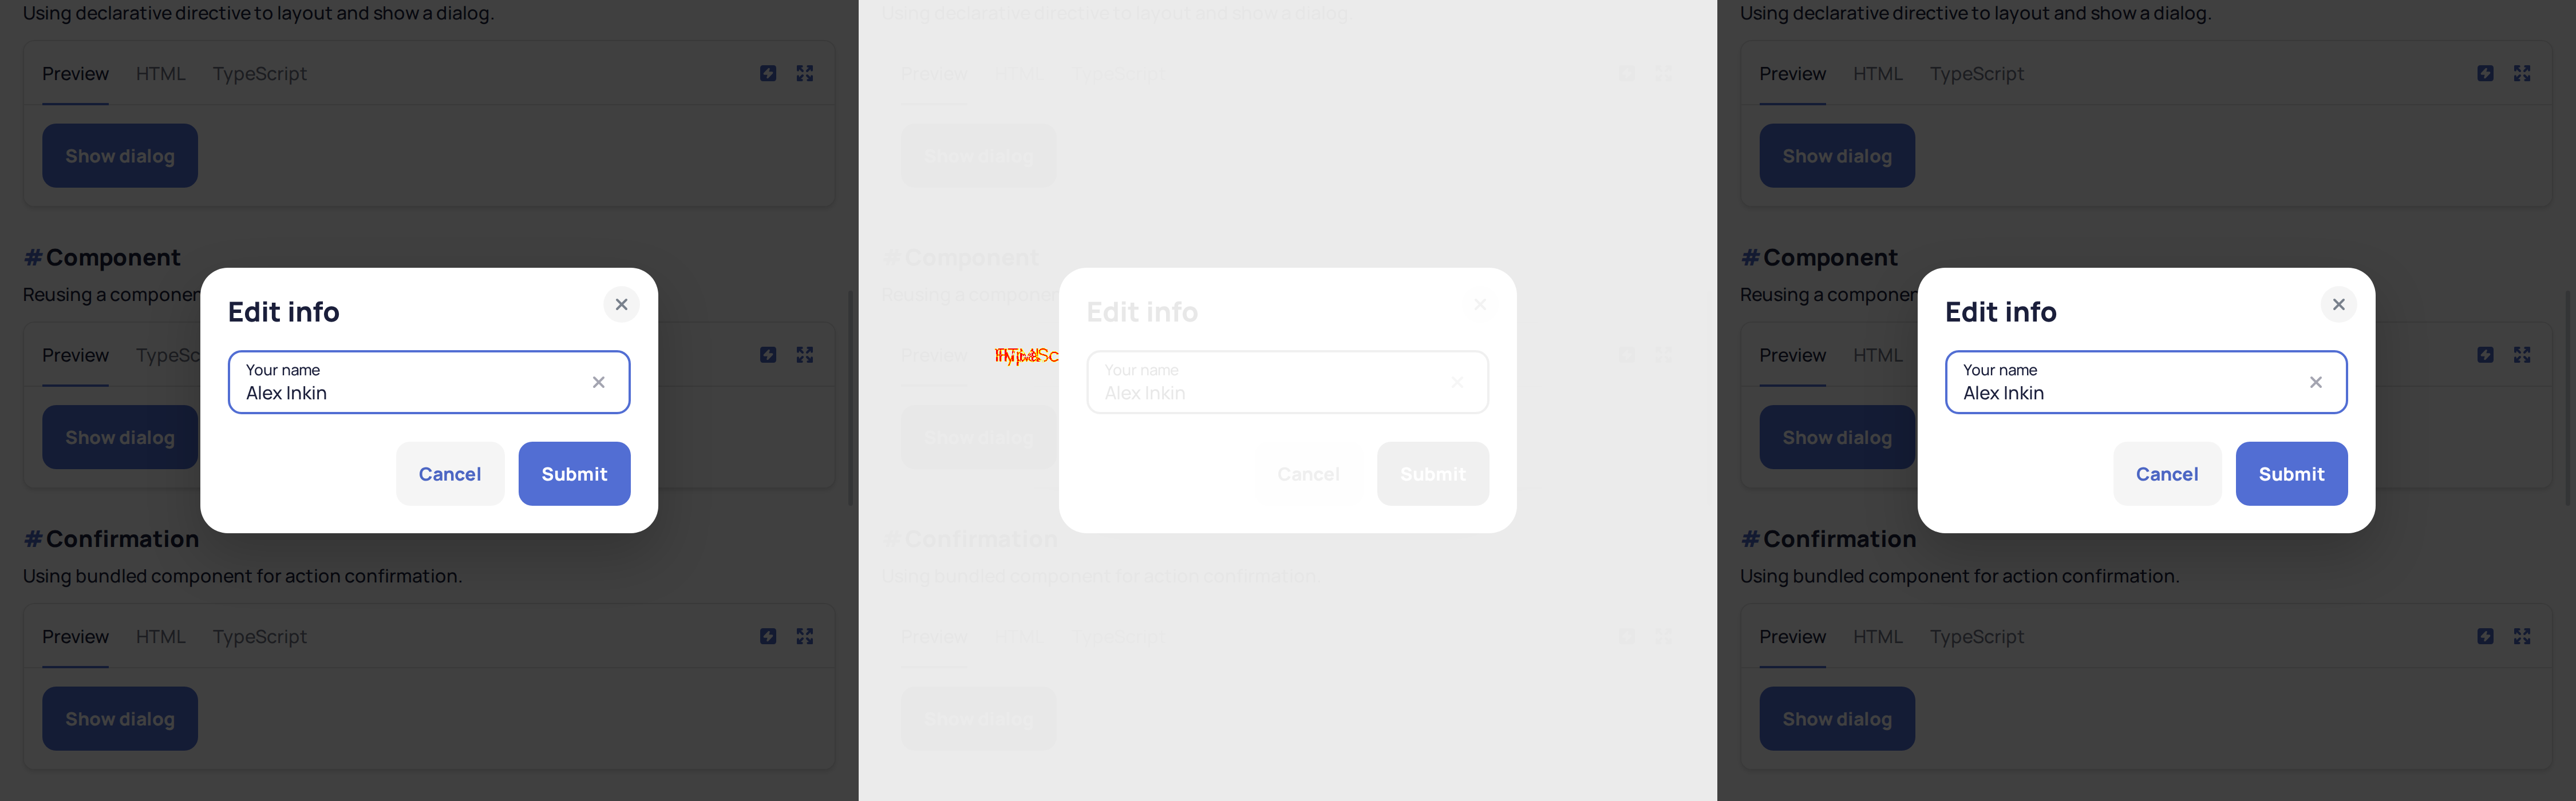 Using declarative directive to layout and show a dialog.
Preview HTML TypeScript
Show dialog
#Component
Reusing a componen
Preview TypeSc
Show dialog
Edit info
Your name
Alex Inkin
Cancel Submit
#Confirmation
Using bundled component for action confirmation.
Preview HTML TypeScript
Show dialog
Using declarative directive to layout and show a dialog.
Preview HTML TypeScript
Show dialog
#Component
Reusing a componen
Preview
Show dialog
Edit info
Your name
Alex Inkin
Cancel Submit
#Confirmation
Using bundled component for action confirmation.
Preview HTML TypeScript
Show dialog
Using declarative directive to layout and show a dialog.
Preview HTML TypeScript
Show dialog
#Component
Reusing a componen
Preview HTML
Show dialog
Edit info
Your name
Alex Inkin
Cancel Submit
#Confirmation
Using bundled component for action confirmation.
Preview HTML TypeScript
Show dialog